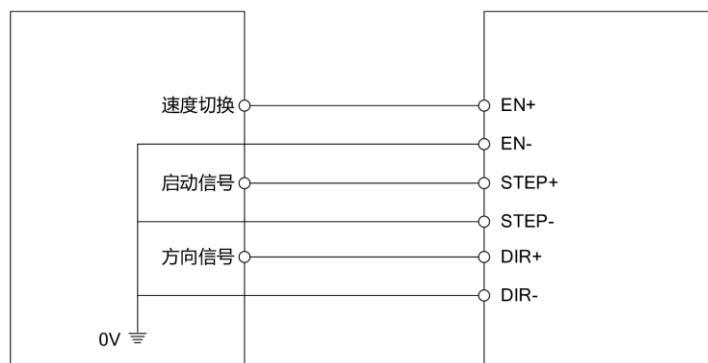 速度切换 EN+
EN-
启动信号 STEP+
STEP-
方向信号 DIR+
DIR-
0V